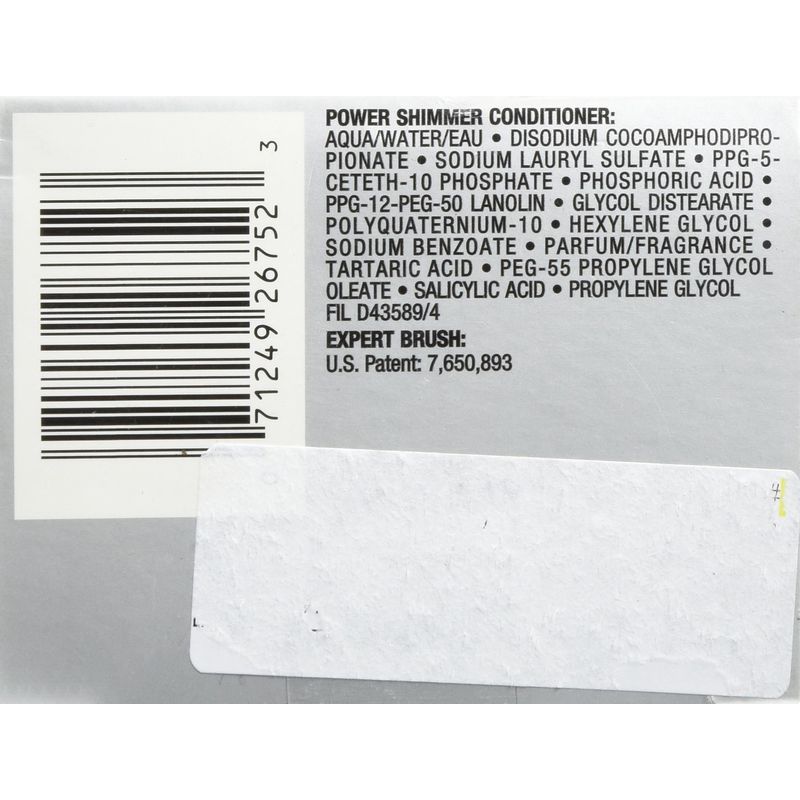 POWER SHIMMER CONDITIONER:
AQUA/WATER/EAU • DISODIUM COCOAMPHODIPRO-
PIONATE • SODIUM LAURYL SULFATE • PPG-5-
CETETH-10 PHOSPHATE • PHOSPHORIC ACID •
PPG-12-PEG-50 LANOLIN • GLYCOL DISTEARATE •
POLYQUATERNIUM-10 • HEXYLENE GLYCOL •
SODIUM BENZOATE • PARFUM/FRAGRANCE •
TARTARIC ACID • PEG-55 PROPYLENE GLYCOL
OLEATE • SALICYLIC ACID • PROPYLENE GLYCOL
FIL D43589/4
EXPERT BRUSH:
U.S. Patent: 7,650,893
71249 26752 3
#